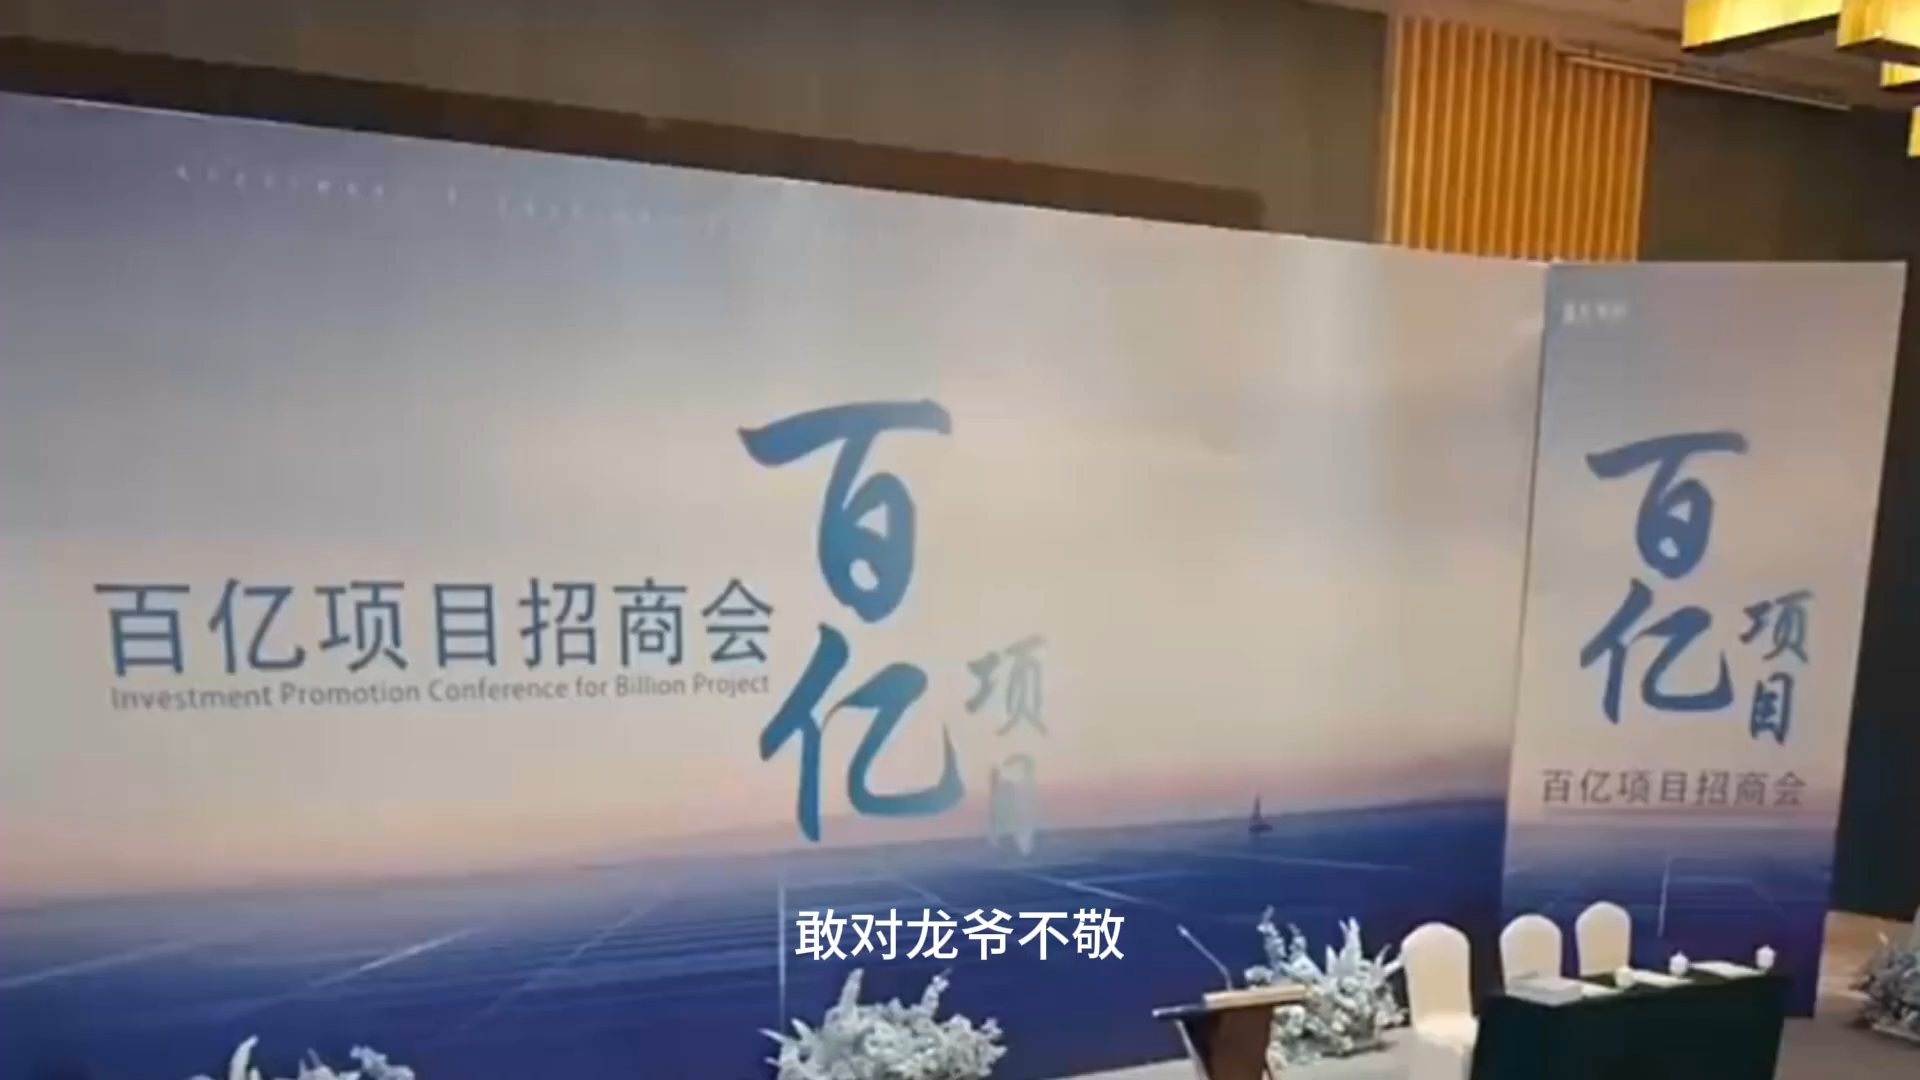 百亿项目招商会
Investment Promotion Conference for Billion Project
百亿
项目
百亿
项目
百亿项目招商会
敢对龙爷不敬